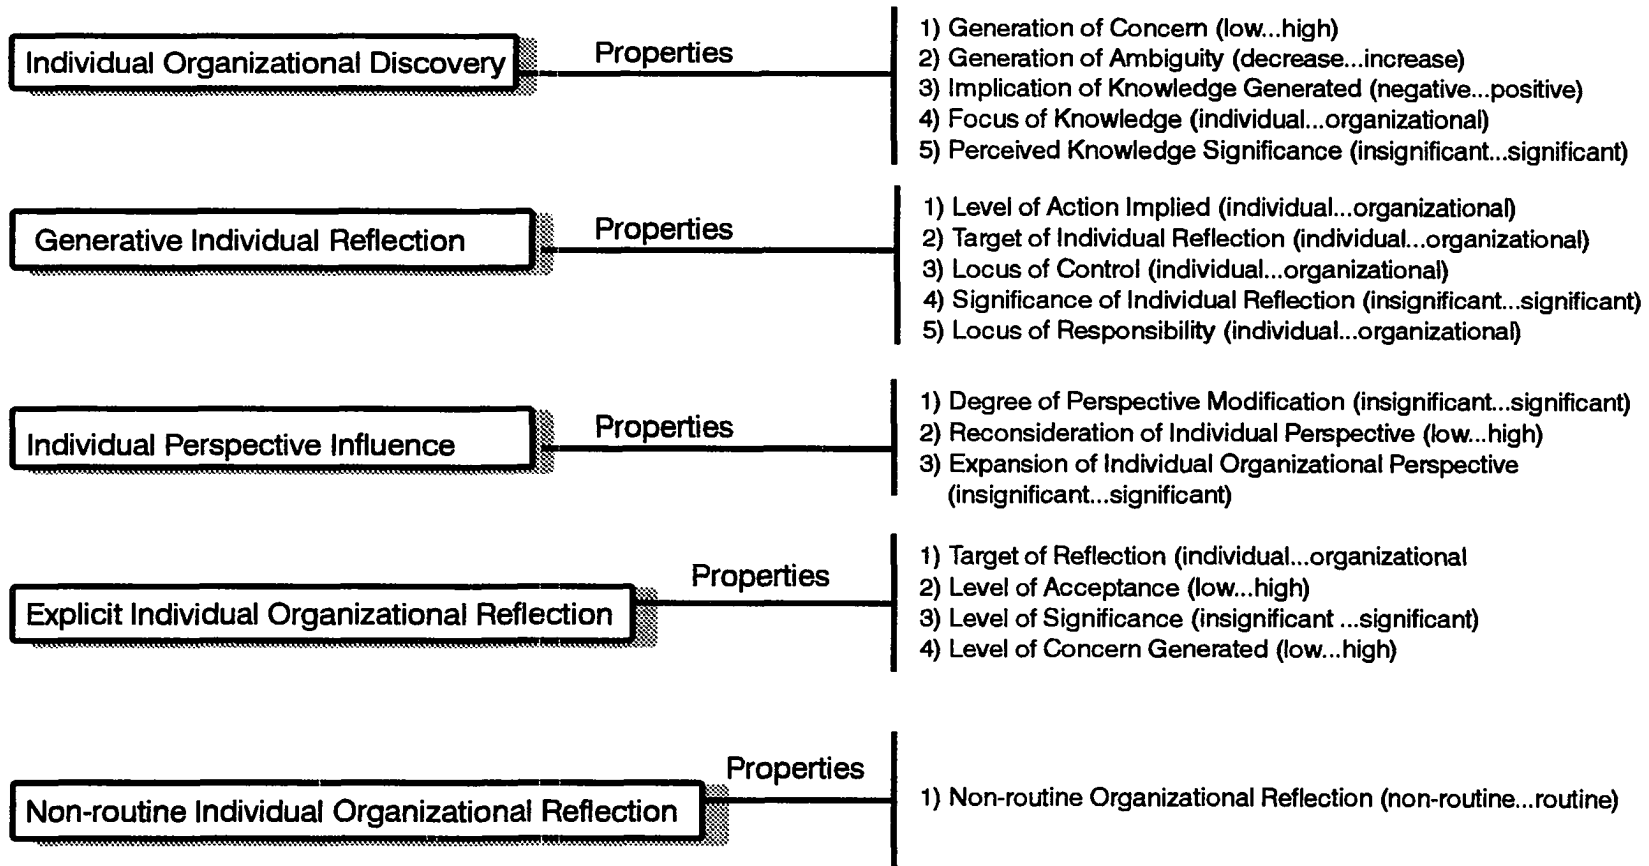 Individual Organizational Discovery
Properties
1) Generation of Concern (low...high)
2) Generation of Ambiguity (decrease...increase)
3) Implication of Knowledge Generated (negative...positive)
4) Focus of Knowledge (individual...organizational)
5) Perceived Knowledge Significance (insignificant...significant)
Generative Individual Reflection
Properties
1) Level of Action Implied (individual...organizational)
2) Target of Individual Reflection (individual...organizational)
3) Locus of Control (individual...organizational)
4) Significance of Individual Reflection (insignificant...significant)
5) Locus of Responsibility (individual...organizational)
Individual Perspective Influence
Properties
1) Degree of Perspective Modification (insignificant...significant)
2) Reconsideration of Individual Perspective (low...high)
3) Expansion of Individual Organizational Perspective
(insignificant...significant)
Explicit Individual Organizational Reflection
Properties
1) Target of Reflection (individual...organizational
2) Level of Acceptance (low...high)
3) Level of Significance (insignificant ...significant)
4) Level of Concern Generated (low...high)
Non-routine Individual Organizational Reflection
Properties
1) Non-routine Organizational Reflection (non-routine...routine)